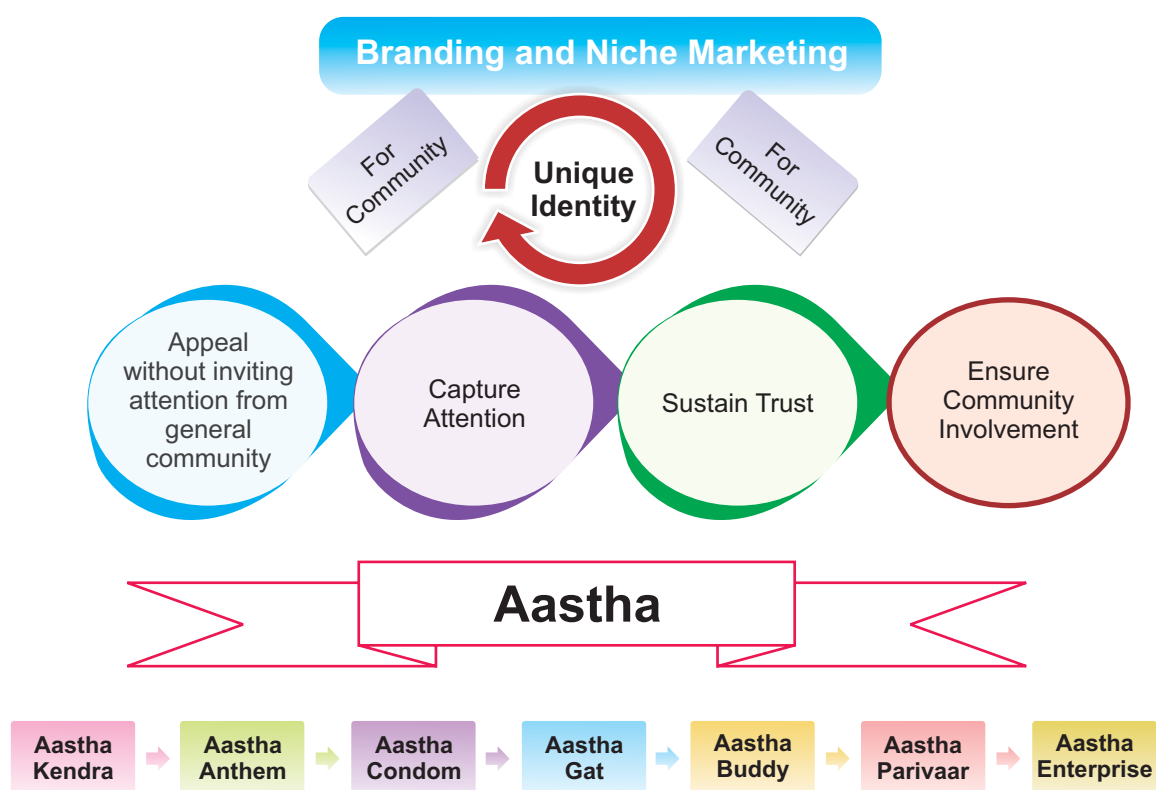 Branding and Niche Marketing
For
Community
Unique
Identity
For
Community
Appeal
without inviting
attention from
general
community
Capture
Attention
Sustain Trust
Ensure
Community
Involvement
Aastha
Aastha
Kendra
Aastha
Anthem
Aastha
Condom
Aastha
Gat
Aastha
Buddy
Aastha
Parivaar
Aastha
Enterprise